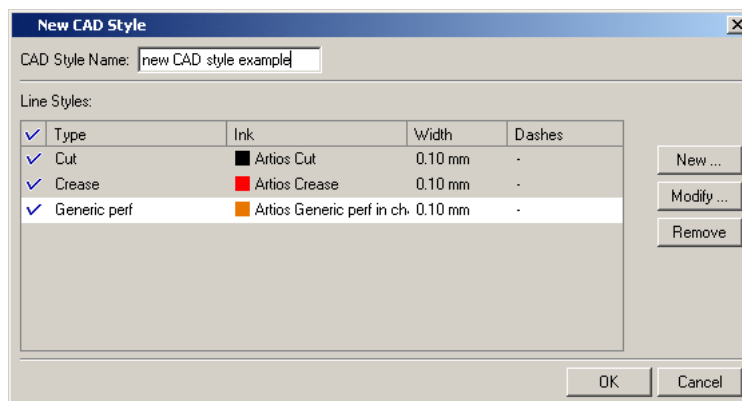 New CAD Style
CAD Style Name: new CAD style example
Line Styles:
Type Ink Width Dashes
Cut Artios Cut 0.10 mm -
Crease Artios Crease 0.10 mm -
Generic perf Artios Generic perf in ch 0.10 mm -
New ...
Modify ...
Remove
OK Cancel